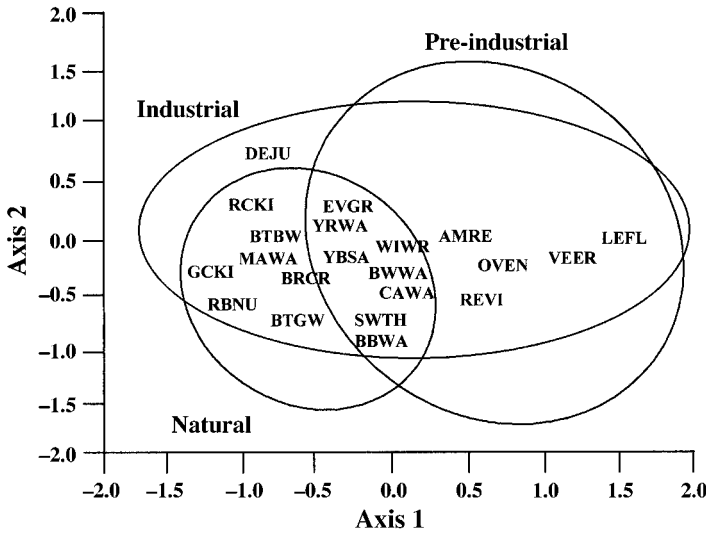 2.0
Pre-industrial
1.5
Industrial
1.0
DEJU
0.5
RCKI
EVGR
YRWA
BTBW
WIWR
AMRE
LEFL
0.0
MAWA
YBSA
VEER
GCKI
BRCR
BWWA
OVEN
CAWA
−0.5
RBNU
REVI
BTGW
SWTH
BBWA
−1.0
−1.5
Natural
−2.0
Axis 2
−2.0 −1.5 −1.0 −0.5 0.0 0.5 1.0 1.5 2.0
Axis 1